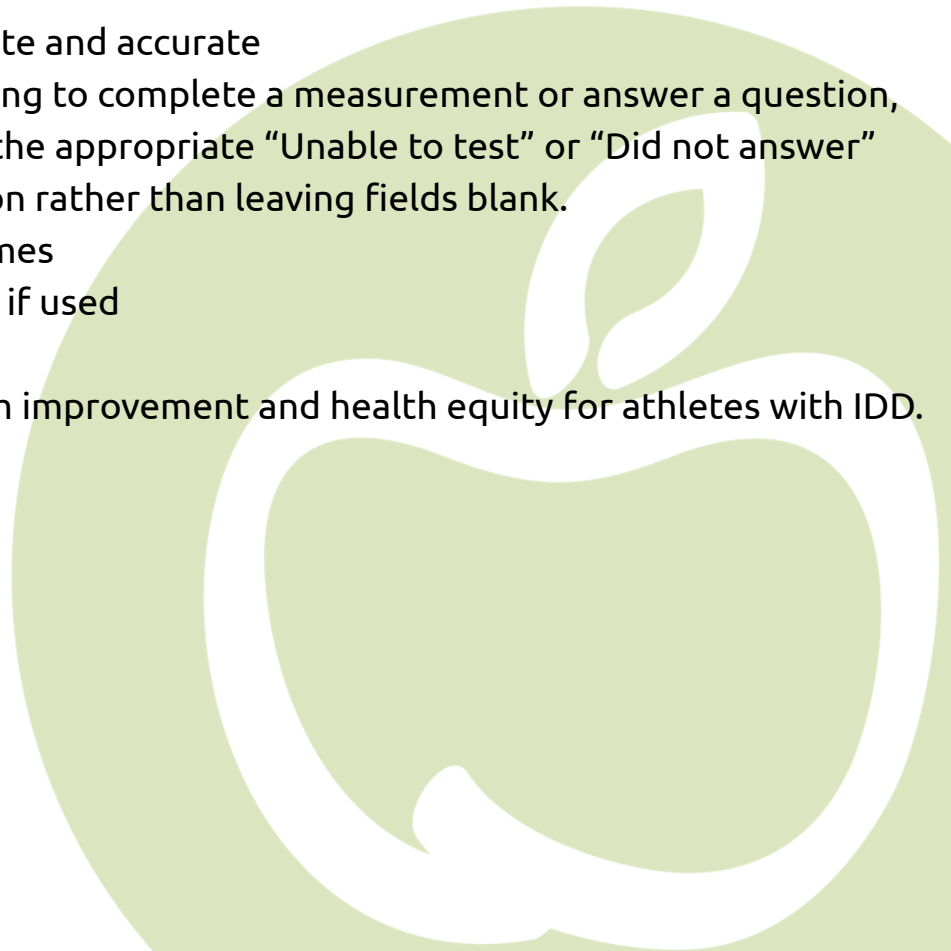 te and accurate
ng to complete a measurement or answer a question,
the appropriate “Unable to test” or “Did not answer”
on rather than leaving fields blank.
mes
if used
n improvement and health equity for athletes with IDD.